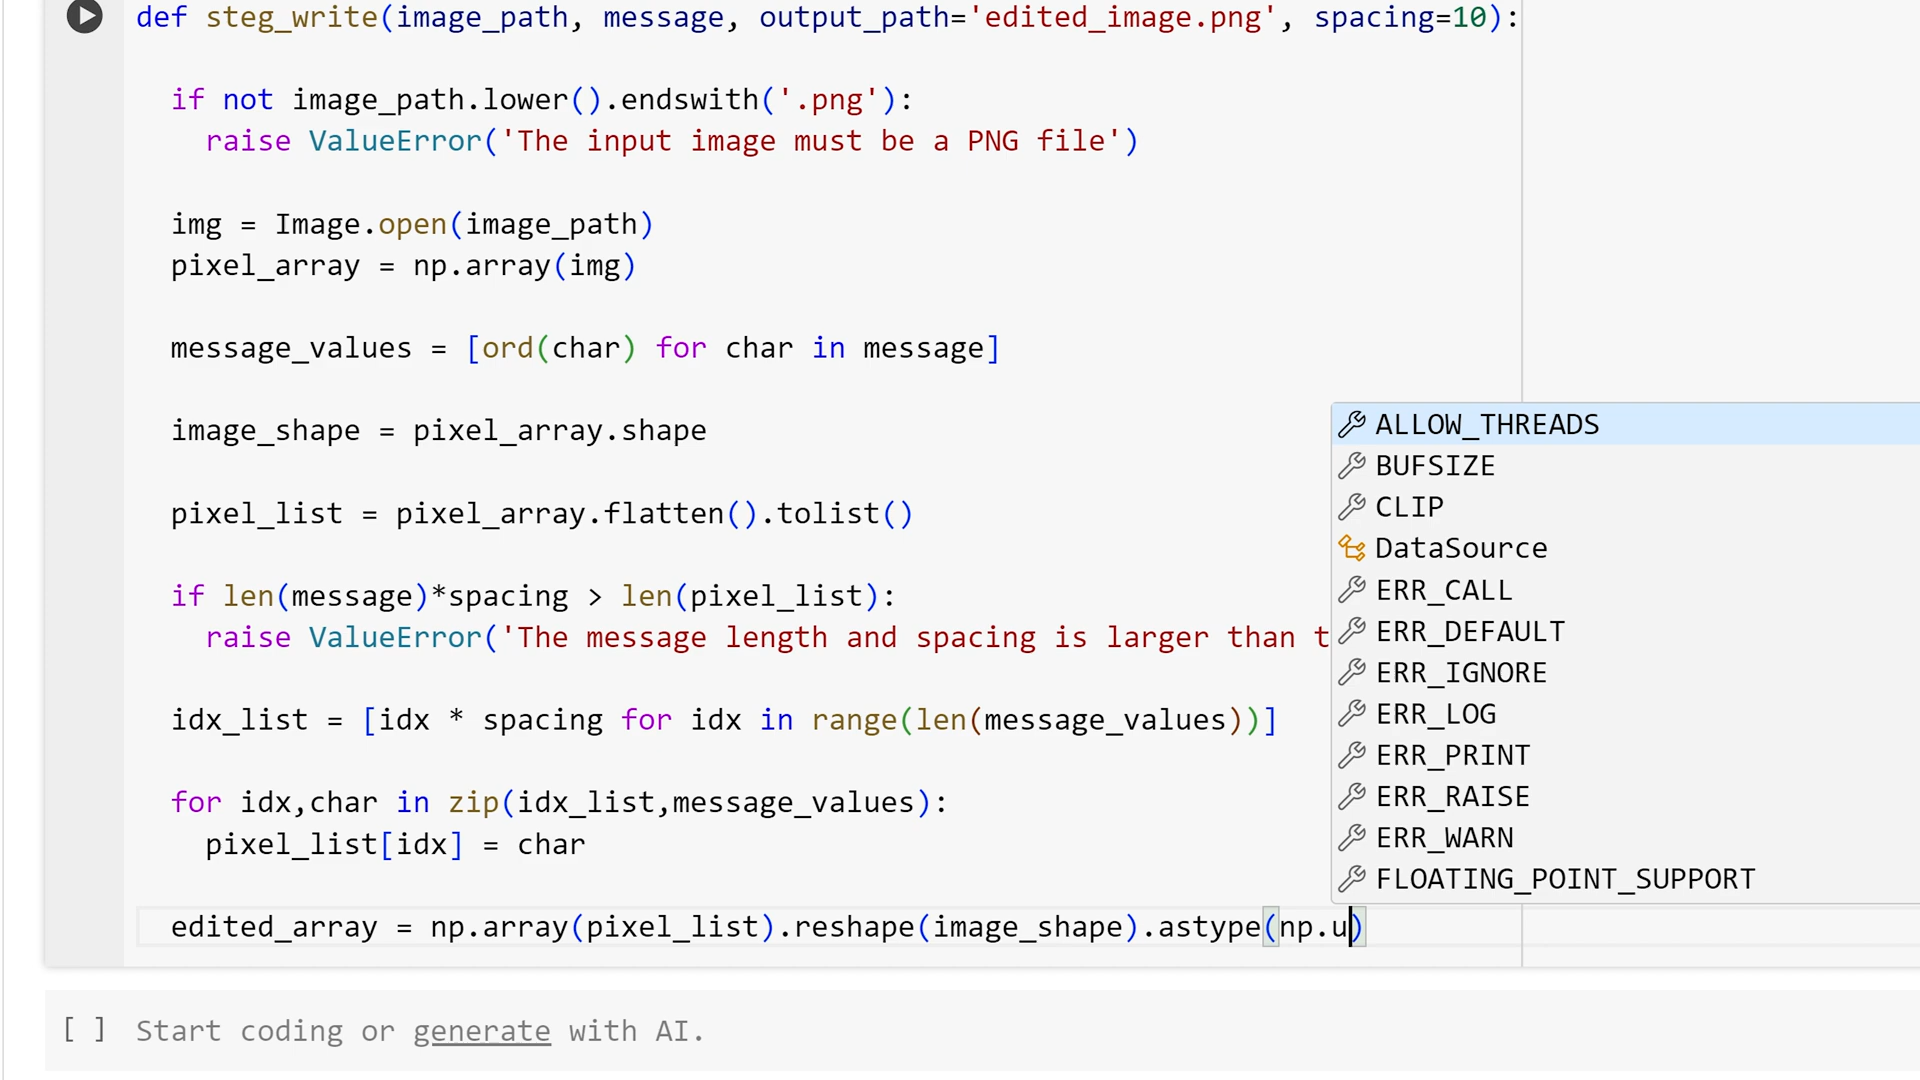 def steg_write(image_path, message, output_path='edited_image.png', spacing=10):
if not image_path.lower().endswith('.png'):
raise ValueError('The input image must be a PNG file')
img = Image.open(image_path)
pixel_array = np.array(img)
message_values = [ord(char) for char in message]
image_shape = pixel_array.shape
pixel_list = pixel_array.flatten().tolist()
if len(message)*spacing > len(pixel_list):
raise ValueError('The message length and spacing is larger than t
idx_list = [idx * spacing for idx in range(len(message_values))]
for idx,char in zip(idx_list,message_values):
pixel_list[idx] = char
edited_array = np.array(pixel_list).reshape(image_shape).astype(np.u)
ALLOW_THREADS
BUFSIZE
CLIP
DataSource
ERR_CALL
ERR_DEFAULT
ERR_IGNORE
ERR_LOG
ERR_PRINT
ERR_RAISE
ERR_WARN
FLOATING_POINT_SUPPORT
[ ] Start coding or generate with AI.